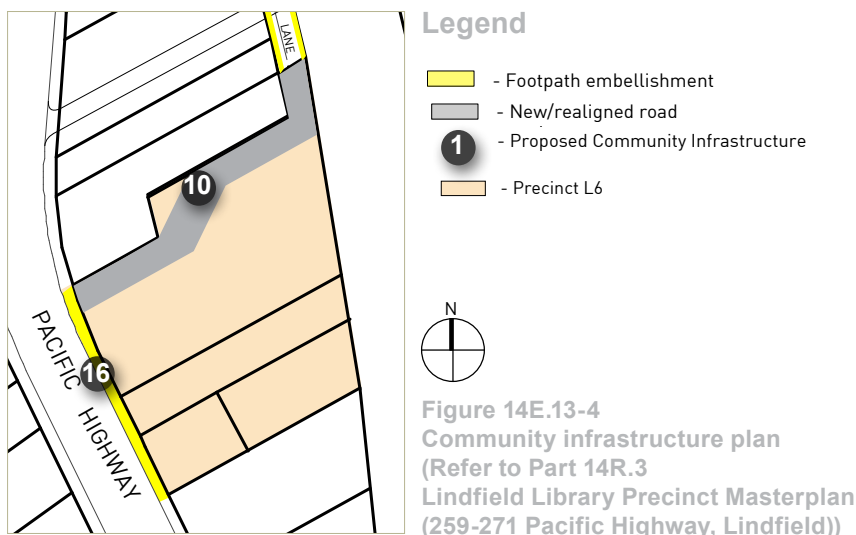 LANE
10
16
PACIFIC HIGHWAY
Legend
- Footpath embellishment
- New/realigned road
1 - Proposed Community Infrastructure
- Precinct L6
N
Figure 14E.13-4
Community infrastructure plan
(Refer to Part 14R.3
Lindfield Library Precinct Masterplan
(259-271 Pacific Highway, Lindfield))